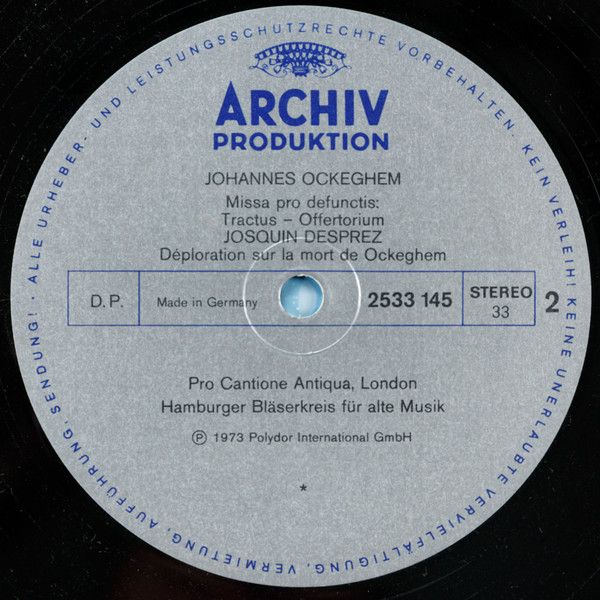 ALLE URHEBER- UND LEISTUNGSSCHUTZRECHTE VORBEHALTEN · KEIN VERLEIH! KEINE UNERLAUBTE VERVIELFÄLTIGUNG, VERMIETUNG, AUFFÜHRUNG, SENDUNG! ·
ARCHIV
PRODUKTION
JOHANNES OCKEGHEM
Missa pro defunctis:
Tractus – Offertorium
JOSQUIN DESPREZ
Déploration sur la mort de Ockeghem
D. P. Made in Germany 2533 145 STEREO 2
33
Pro Cantione Antiqua, London
Hamburger Bläserkreis für alte Musik
Ⓟ 1973 Polydor International GmbH
*